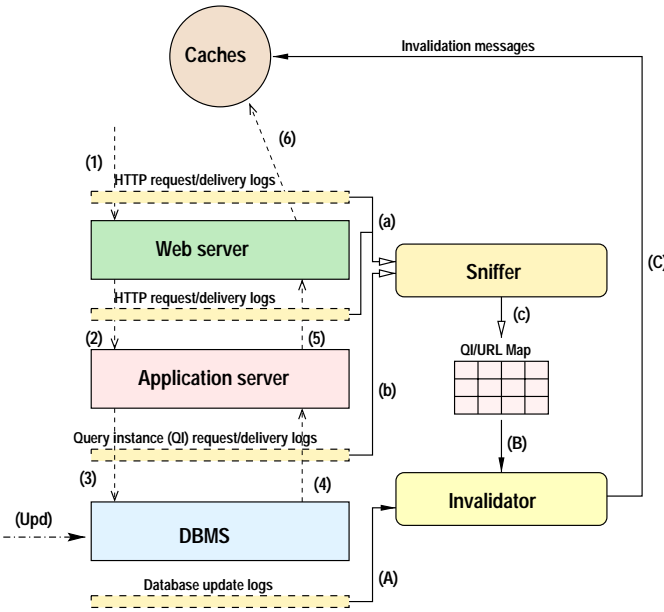 Caches
Invalidation messages
(6)
(1)
HTTP request/delivery logs
(a)
Web server
Sniffer
(C)
HTTP request/delivery logs
(c)
(2)
(5)
QI/URL Map
Application server
(b)
Query instance (QI) request/delivery logs
(B)
(3)
(4)
Invalidator
(Upd)
DBMS
Database update logs
(A)